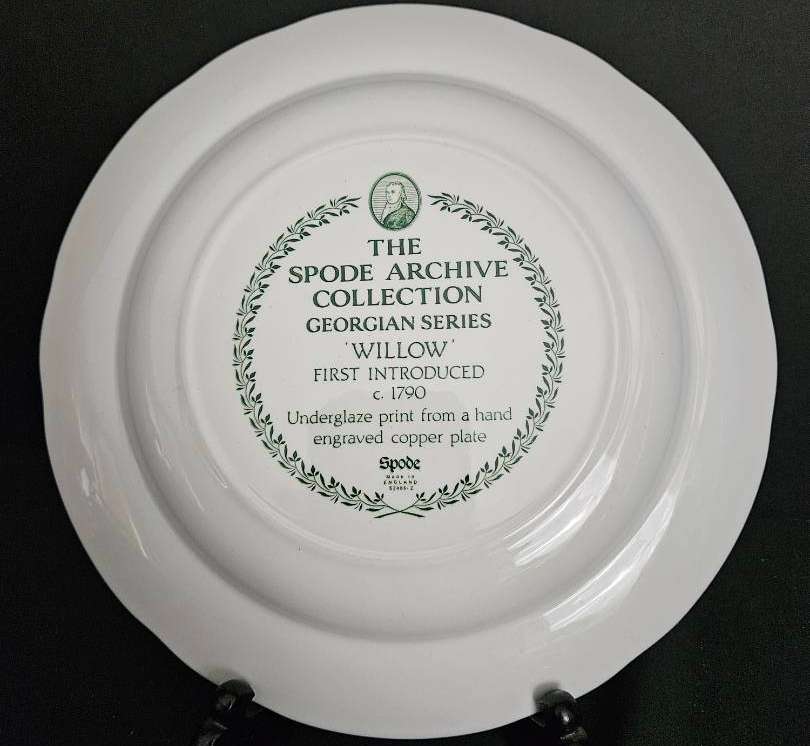 THE
SPODE ARCHIVE
COLLECTION
GEORGIAN SERIES
'WILLOW'
FIRST INTRODUCED
c. 1790
Underglaze print from a hand
engraved copper plate
Spode
MADE IN
ENGLAND